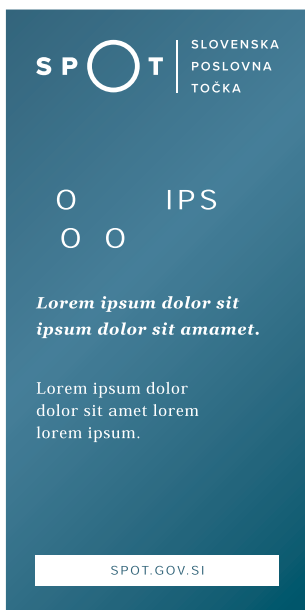 SPOT
SLOVENSKA
POSLOVNA
TOČKA
O IPS
O O
Lorem ipsum dolor sit
ipsum dolor sit amamet.
Lorem ipsum dolor
dolor sit amet lorem
lorem ipsum.
SPOT.GOV.SI